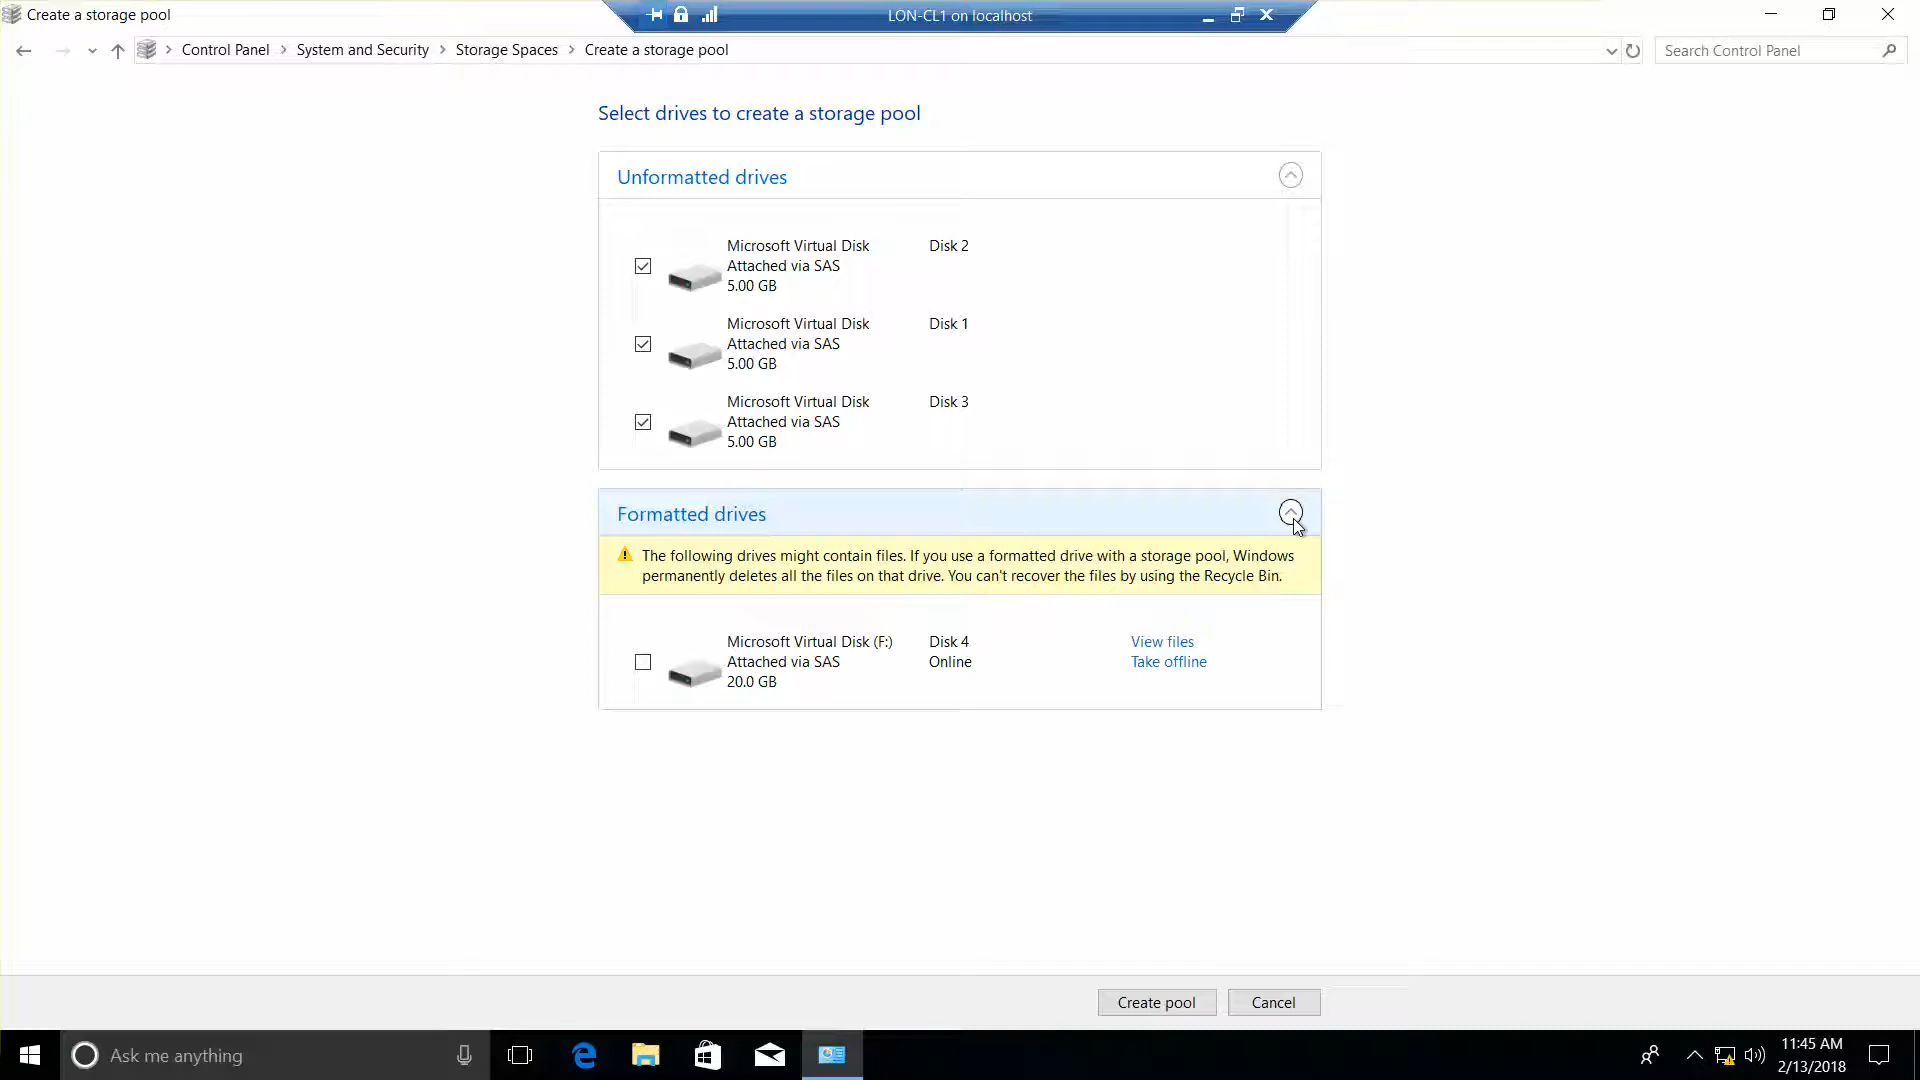 Create a storage pool
LON-CL1 on localhost
Control Panel
System and Security
Storage Spaces
Create a storage pool
Search Control Panel
Select drives to create a storage pool
Unformatted drives
Microsoft Virtual Disk Disk 2
Attached via SAS
5.00 GB
Microsoft Virtual Disk Disk 1
Attached via SAS
5.00 GB
Microsoft Virtual Disk Disk 3
Attached via SAS
5.00 GB
Formatted drives
The following drives might contain files. If you use a formatted drive with a storage pool, Windows
permanently deletes all the files on that drive. You can't recover the files by using the Recycle Bin.
Microsoft Virtual Disk (F:) Disk 4 View files
Attached via SAS Online Take offline
20.0 GB
Create pool
Cancel
Ask me anything
11:45 AM
2/13/2018